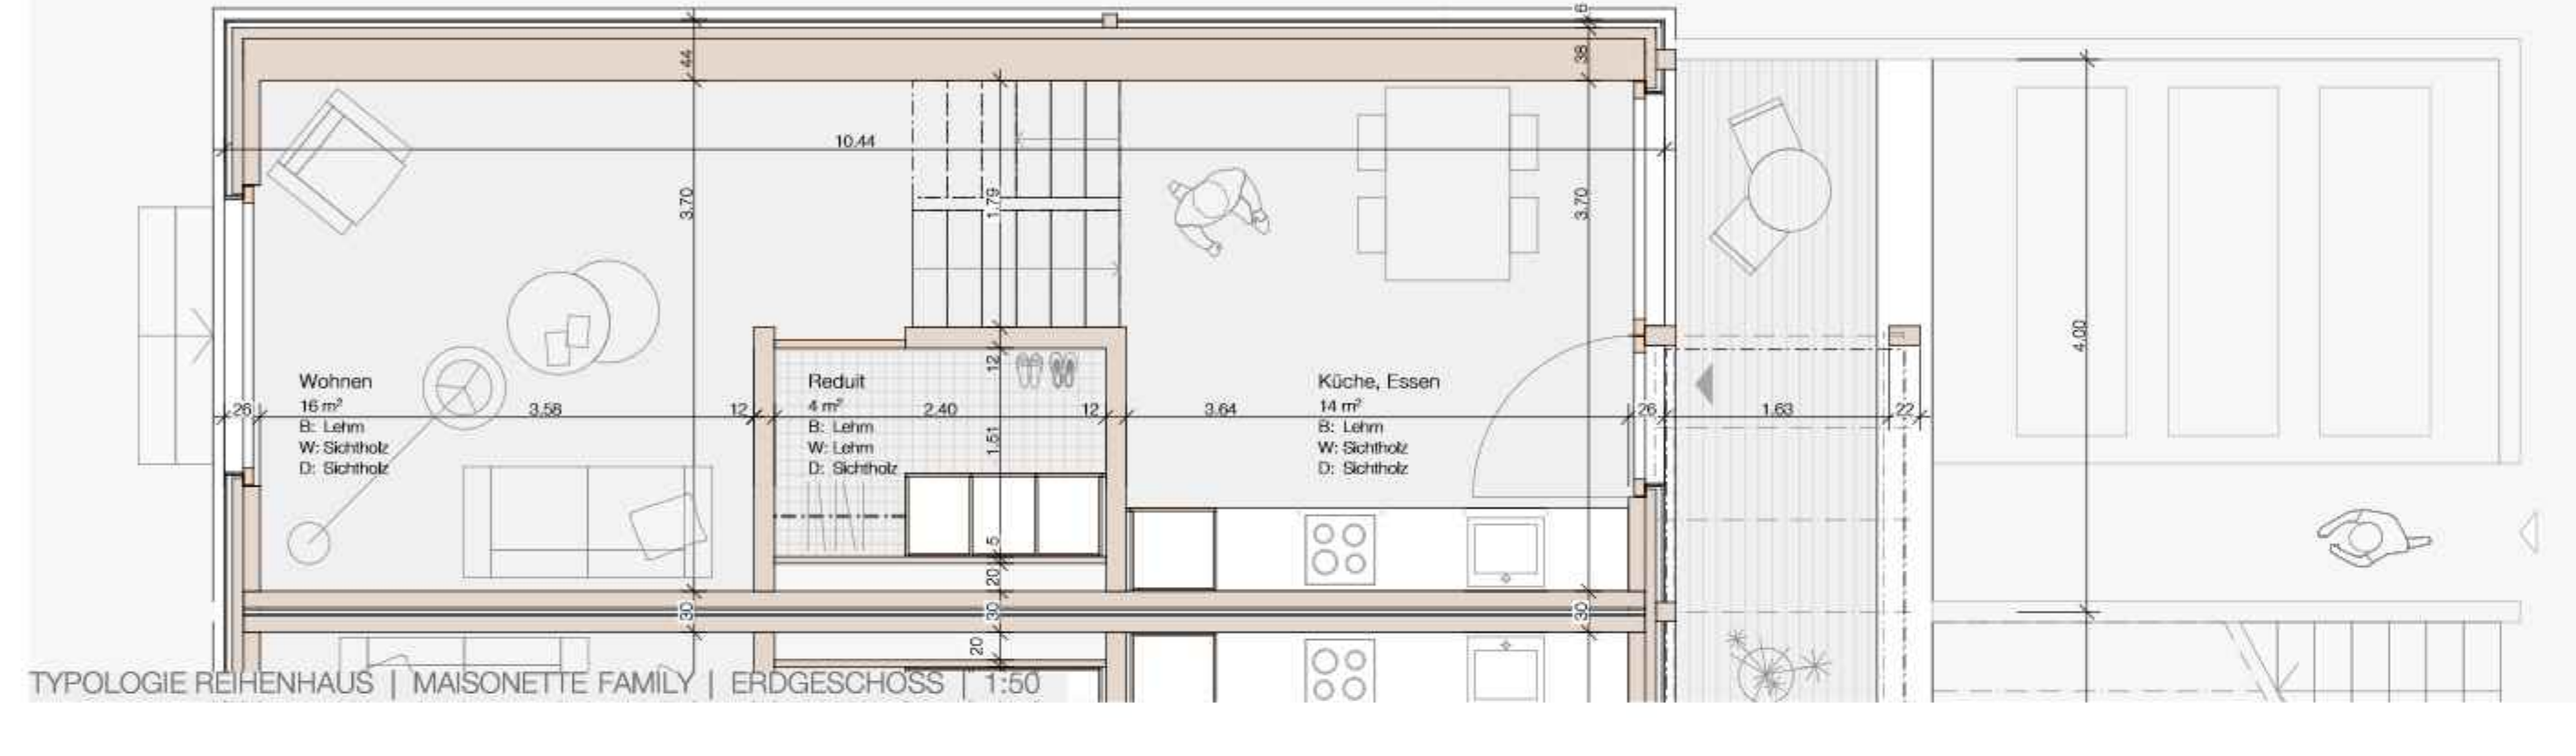 6
44
38
10.44
3.70
1.79
3.70
4.00
Wohnen
16 m²
B: Lehm
W: Sichtholz
D: Sichtholz
Reduit
4 m²
B: Lehm
W: Lehm
D: Sichtholz
Küche, Essen
14 m²
B: Lehm
W: Sichtholz
D: Sichtholz
12
26
3.58
12
2.40
12
3.64
26
1.63
22
1.51
5
20
30
30
30
20
TYPOLOGIE REIHENHAUS | MAISONETTE FAMILY | ERDGESCHOSS | 1:50